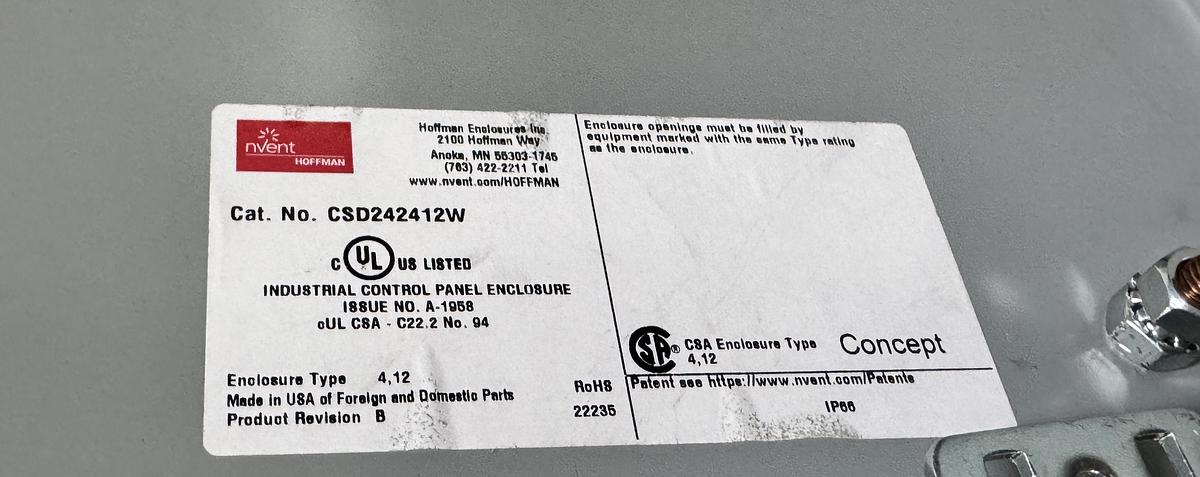 nvent
HOFFMAN
Hoffman Enclosures Inc.
2100 Hoffman Way
Anoka, MN 55303-1745
(763) 422-2211 Tel
www.nvent.com/HOFFMAN
Cat. No. CSD242412W
C UL US LISTED
INDUSTRIAL CONTROL PANEL ENCLOSURE
ISSUE NO. A-1958
cUL CSA - C22.2 No. 94
Enclosure Type 4,12
Made in USA of Foreign and Domestic Parts
Product Revision B
RoHS
22235
Enclosure openings must be filled by
equipment marked with the same Type rating
as the enclosure.
SA® CSA Enclosure Type
4,12
Concept
Patent see https://www.nvent.com/Patents
IP66